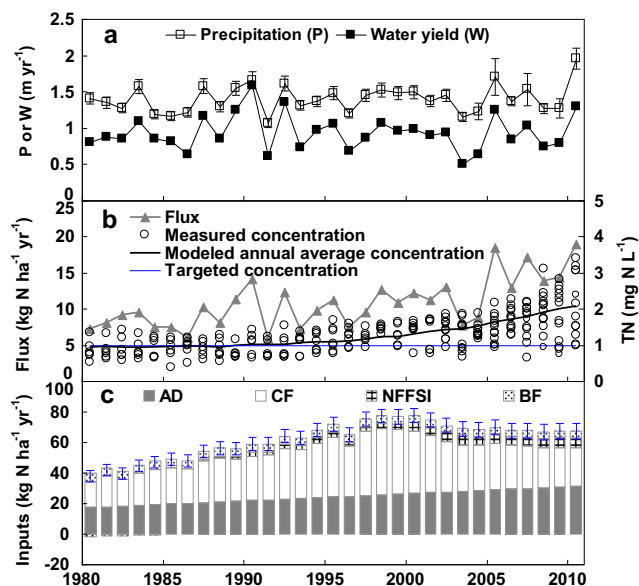 a
Precipitation (P) Water yield (W)
P or W (m yr⁻¹)
2.5
2
1.5
1
0.5
0
b
Flux
Measured concentration
Modeled annual average concentration
Targeted concentration
Flux (kg N ha⁻¹ yr⁻¹)
25
20
15
10
5
0
5
4
3
2
1
0
TN (mg N L⁻¹)
c
AD CF NFFSI BF
Inputs (kg N ha⁻¹ yr⁻¹)
100
80
60
40
20
0
-20
1980 1985 1990 1995 2000 2005 2010